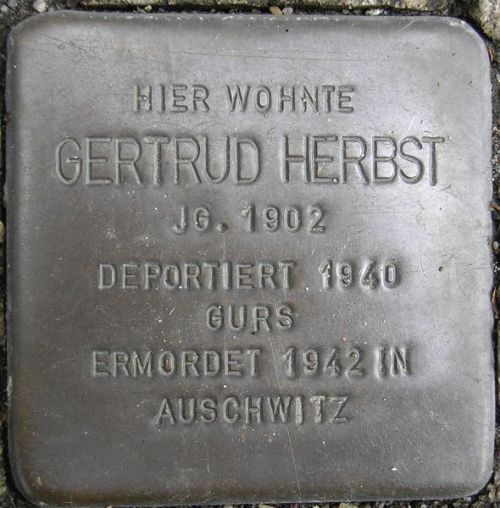 HIER WOHNTE
GERTRUD HERBST
JG. 1902
DEPORTIERT 1940
GURS
ERMORDET 1942 IN
AUSCHWITZ